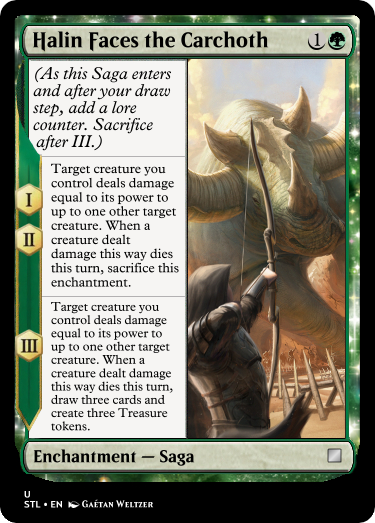 Halin Faces the Carchoth 1
(As this Saga enters
and after your draw
step, add a lore
counter. Sacrifice
after III.)
I
II
Target creature you
control deals damage
equal to its power to
up to one other target
creature. When a
creature dealt
damage this way dies
this turn, sacrifice this
enchantment.
III
Target creature you
control deals damage
equal to its power to
up to one other target
creature. When a
creature dealt damage
this way dies this turn,
draw three cards and
create three Treasure
tokens.
Enchantment — Saga
U
STL • EN Gaétan Weltzer